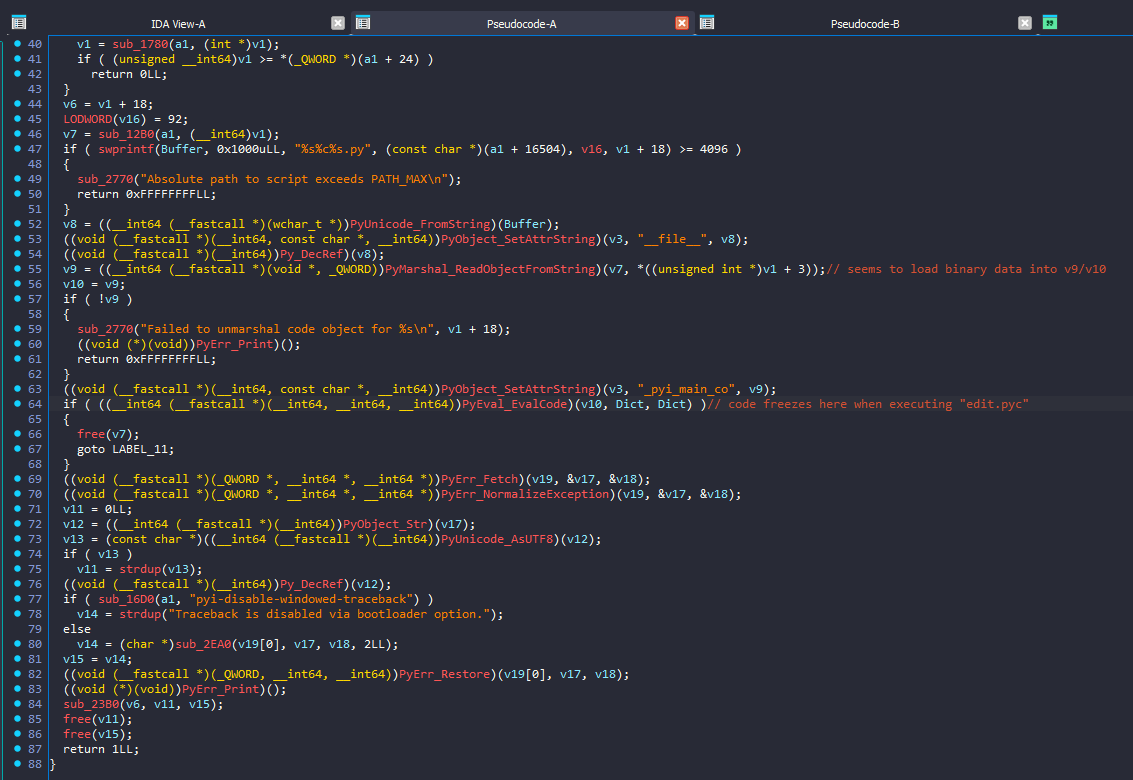 IDA View-A Pseudocode-A Pseudocode-B
40 v1 = sub_1780(a1, (int *)v1);
41 if ( (unsigned __int64)v1 >= *(_QWORD *)(a1 + 24) )
42 return 0LL;
43 }
44 v6 = v1 + 18;
45 LODWORD(v16) = 92;
46 v7 = sub_12B0(a1, (__int64)v1);
47 if ( swprintf(Buffer, 0x1000uLL, "%s%c%s.py", (const char *)(a1 + 16504), v16, v1 + 18) >= 4096 )
48 {
49 sub_2770("Absolute path to script exceeds PATH_MAX\n");
50 return 0xFFFFFFFFLL;
51 }
52 v8 = ((__int64 (__fastcall *)(wchar_t *))PyUnicode_FromString)(Buffer);
53 ((void (__fastcall *)(__int64, const char *, __int64))PyObject_SetAttrString)(v3, "__file__", v8);
54 ((void (__fastcall *)(__int64))Py_DecRef)(v8);
55 v9 = ((__int64 (__fastcall *)(void *, _QWORD))PyMarshal_ReadObjectFromString)(v7, *((unsigned int *)v1 + 3));// seems to load binary data into v9/v10
56 v10 = v9;
57 if ( !v9 )
58 {
59 sub_2770("Failed to unmarshal code object for %s\n", v1 + 18);
60 ((void (*)(void))PyErr_Print)();
61 return 0xFFFFFFFFLL;
62 }
63 ((void (__fastcall *)(__int64, const char *, __int64))PyObject_SetAttrString)(v3, "_pyi_main_co", v9);
64 if ( ((__int64 (__fastcall *)(__int64, __int64, __int64))PyEval_EvalCode)(v10, Dict, Dict) )// code freezes here when executing "edit.pyc"
65 {
66 free(v7);
67 goto LABEL_11;
68 }
69 ((void (__fastcall *)(_QWORD *, __int64 *, __int64 *))PyErr_Fetch)(v19, &v17, &v18);
70 ((void (__fastcall *)(_QWORD *, __int64 *, __int64 *))PyErr_NormalizeException)(v19, &v17, &v18);
71 v11 = 0LL;
72 v12 = ((__int64 (__fastcall *)(__int64))PyObject_Str)(v17);
73 v13 = (const char *)((__int64 (__fastcall *)(__int64))PyUnicode_AsUTF8)(v12);
74 if ( v13 )
75 v11 = strdup(v13);
76 ((void (__fastcall *)(__int64))Py_DecRef)(v12);
77 if ( sub_16D0(a1, "pyi-disable-windowed-traceback") )
78 v14 = strdup("Traceback is disabled via bootloader option.");
79 else
80 v14 = (char *)sub_2EA0(v19[0], v17, v18, 2LL);
81 v15 = v14;
82 ((void (__fastcall *)(_QWORD, __int64, __int64))PyErr_Restore)(v19[0], v17, v18);
83 ((void (*)(void))PyErr_Print)();
84 sub_23B0(v6, v11, v15);
85 free(v11);
86 free(v15);
87 return 1LL;
88 }